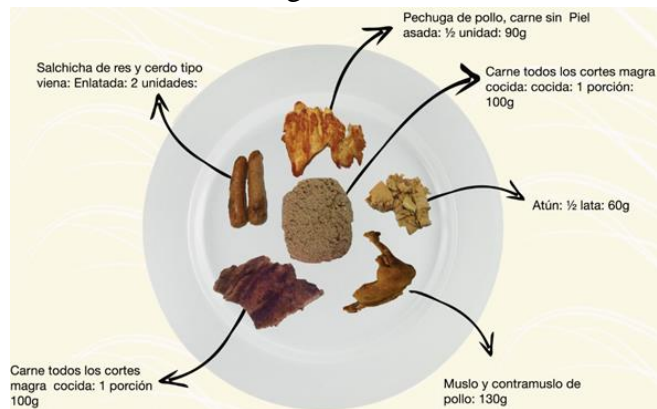 Pechuga de pollo, carne sin Piel
asada: ½ unidad: 90g
Salchicha de res y cerdo tipo
viena: Enlatada: 2 unidades:
Carne todos los cortes magra
cocida: cocida: 1 porción:
100g
Atún: ½ lata: 60g
Carne todos los cortes
magra cocida: 1 porción
100g
Muslo y contramuslo de
pollo: 130g